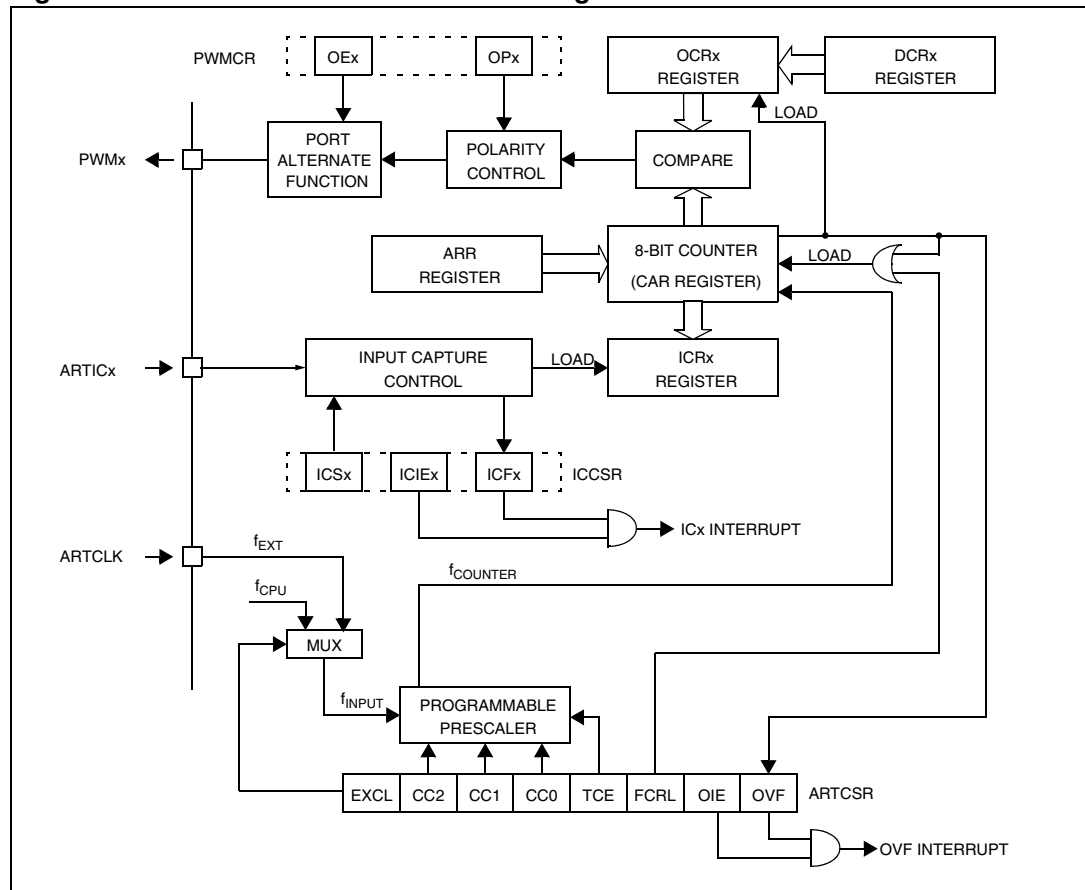 PWMCR
OEx
OPx
OCRx
REGISTER
DCRx
REGISTER
LOAD
PWMx
PORT
ALTERNATE
FUNCTION
POLARITY
CONTROL
COMPARE
ARR
REGISTER
8-BIT COUNTER
(CAR REGISTER)
LOAD
ARTICx
INPUT CAPTURE
CONTROL
LOAD
ICRx
REGISTER
ICSx
ICIEx
ICFx
ICCSR
ICx INTERRUPT
ARTCLK
fEXT
fCPU
fCOUNTER
MUX
fINPUT
PROGRAMMABLE
PRESCALER
EXCL
CC2
CC1
CC0
TCE
FCRL
OIE
OVF
ARTCSR
OVF INTERRUPT